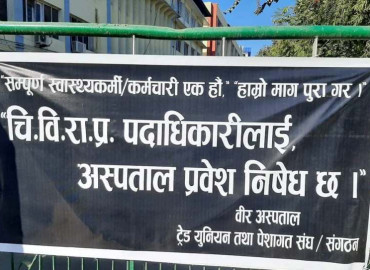 "सम्पूर्ण स्वास्थ्यकर्मी/कर्मचारी एक हौं," "हाम्रो माग पुरा गर ।"
"चि.वि.रा.प्र. पदाधिकारीलाई,
अस्पताल प्रवेश निषेध छ ।"
वीर अस्पताल
ट्रेड युनियन तथा पेशागत संघ / संगठन